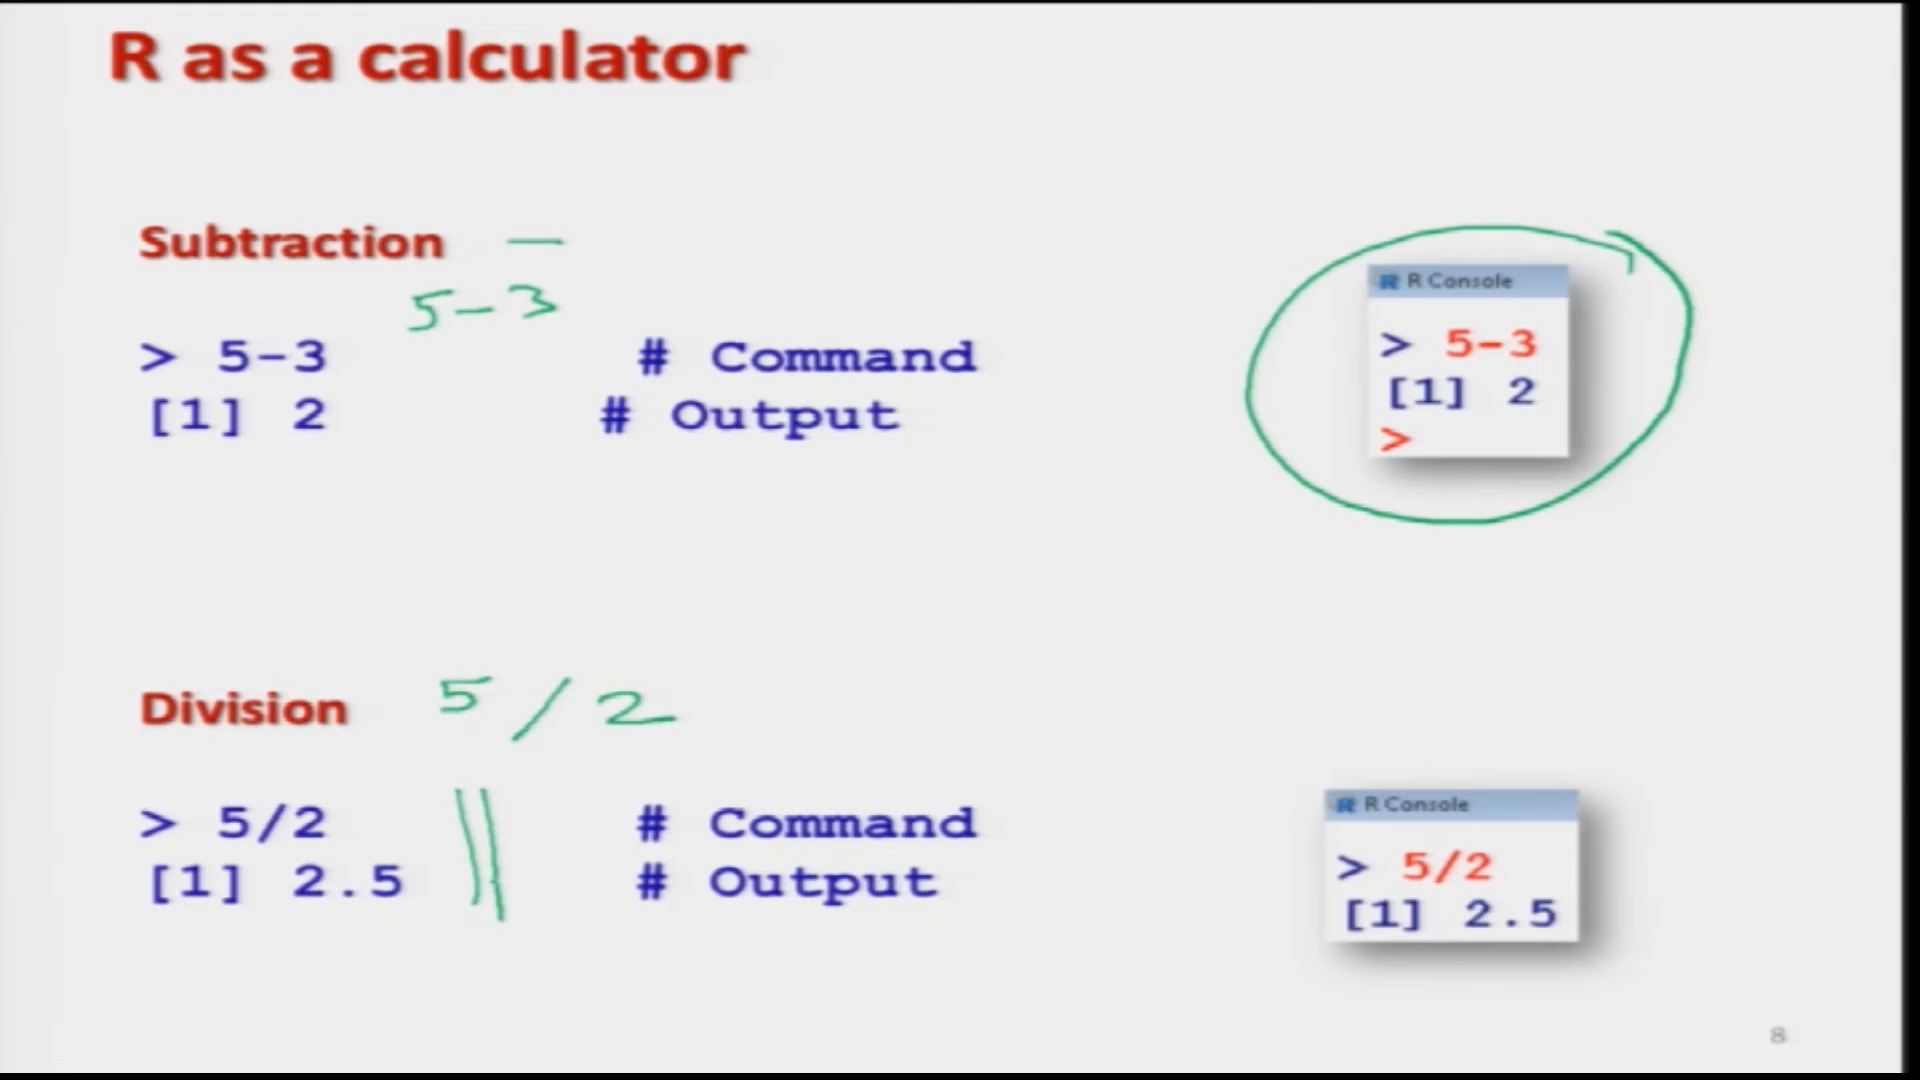 R as a calculator
Subtraction —
5-3
> 5-3 # Command
[1] 2 # Output
R Console
> 5-3
[1] 2
>
Division 5/2
> 5/2 # Command
[1] 2.5 # Output
R Console
> 5/2
[1] 2.5
8